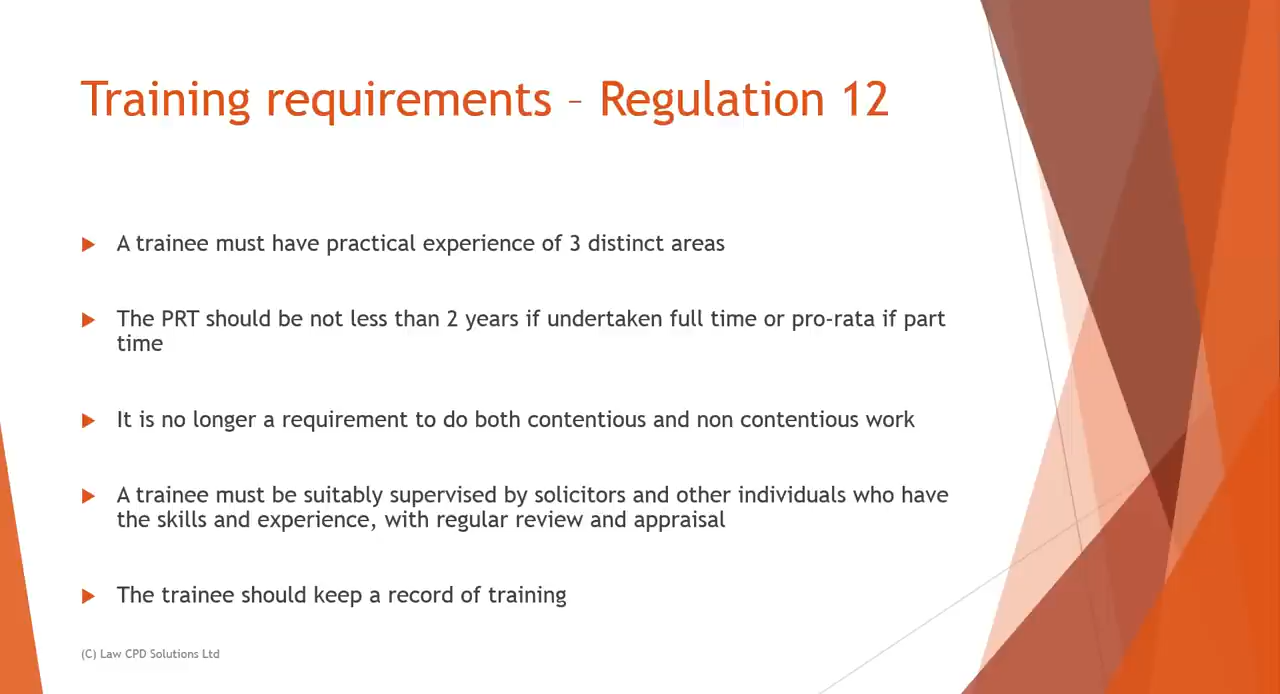 Training requirements – Regulation 12
A trainee must have practical experience of 3 distinct areas
The PRT should be not less than 2 years if undertaken full time or pro-rata if part
time
It is no longer a requirement to do both contentious and non contentious work
A trainee must be suitably supervised by solicitors and other individuals who have
the skills and experience, with regular review and appraisal
The trainee should keep a record of training
(C) Law CPD Solutions Ltd